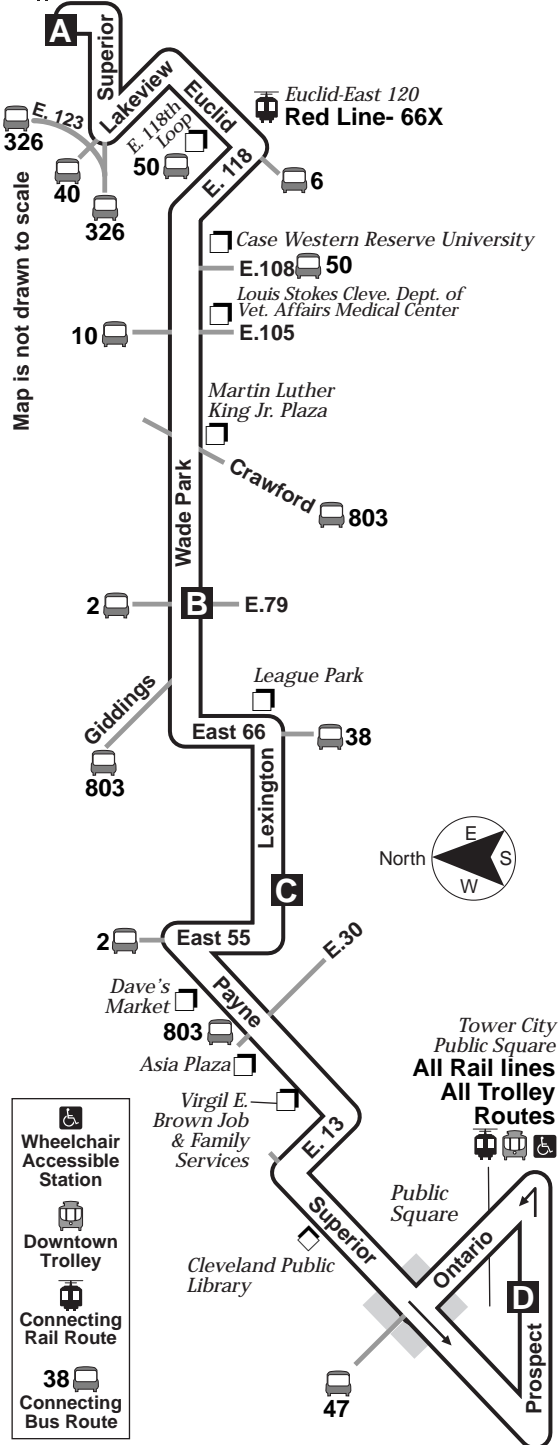 A
Superior
Lakeview
Euclid
E. 123
326
40
326
E. 118th
Loop
50
E. 118
6
Euclid-East 120
Red Line- 66X
Map is not drawn to scale
Case Western Reserve University
E.108 50
Louis Stokes Cleve. Dept. of
Vet. Affairs Medical Center
10
E.105
Martin Luther
King Jr. Plaza
Crawford
803
Wade Park
2
B
E.79
Giddings
803
League Park
East 66
38
Lexington
North
E
S
W
C
2
East 55
E.30
Payne
Dave's
Market
803
Asia Plaza
Virgil E.
Brown Job
& Family
Services
E. 13
Tower City
Public Square
All Rail lines
All Trolley
Routes
Public
Square
Superior
Ontario
Cleveland Public
Library
D
Prospect
47
Wheelchair
Accessible
Station
Downtown
Trolley
Connecting
Rail Route
38
Connecting
Bus Route